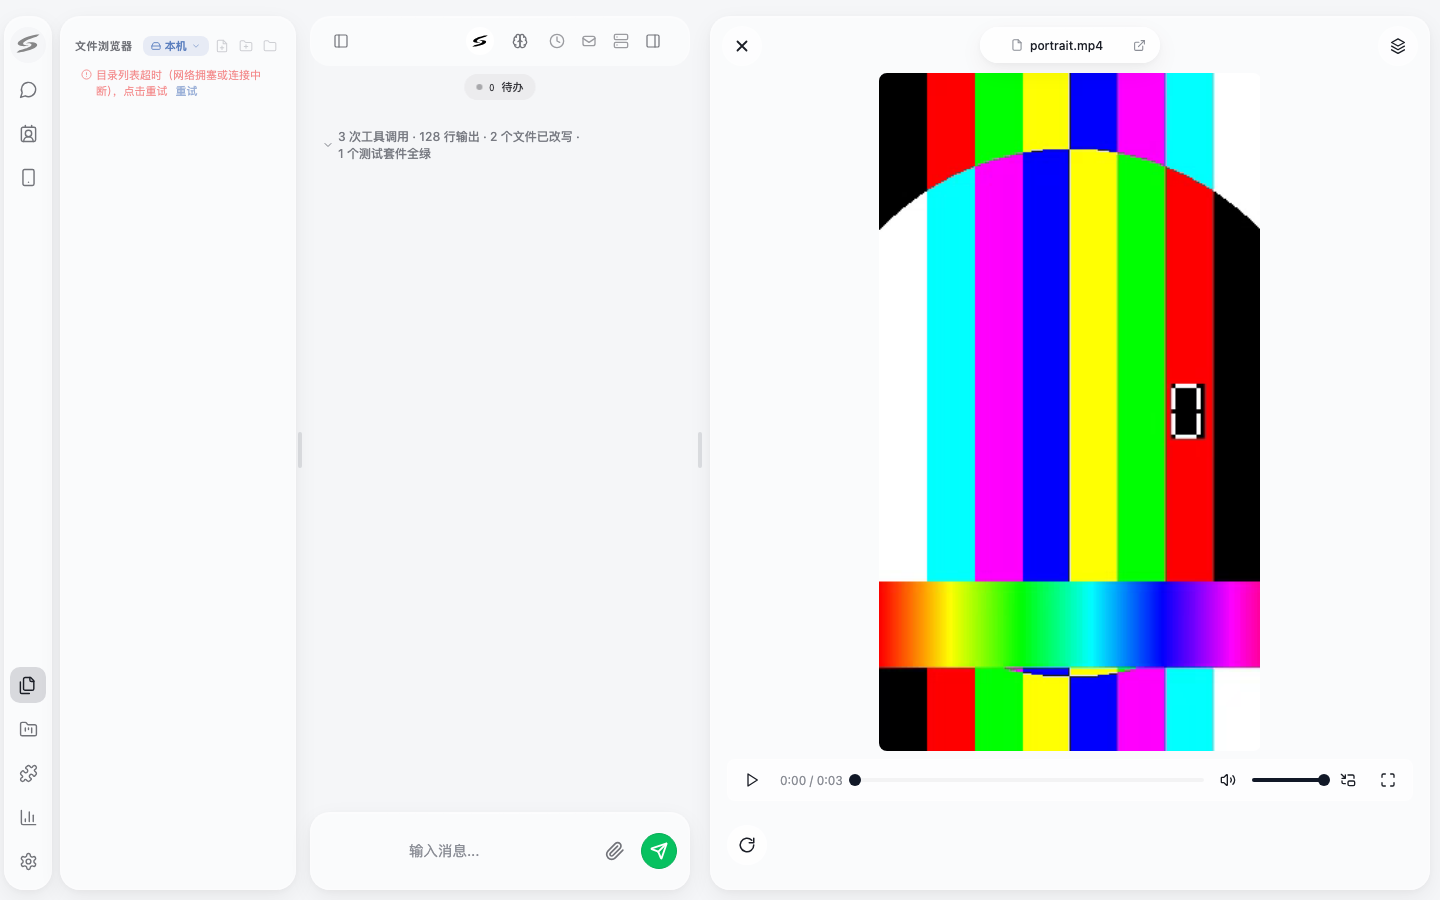 文件浏览器
本机
目录列表超时（网络拥塞或连接中
断），点击重试 重试
0 待办
3 次工具调用 · 128 行输出 · 2 个文件已改写 ·
1 个测试套件全绿
输入消息...
portrait.mp4
0
0:00 / 0:03